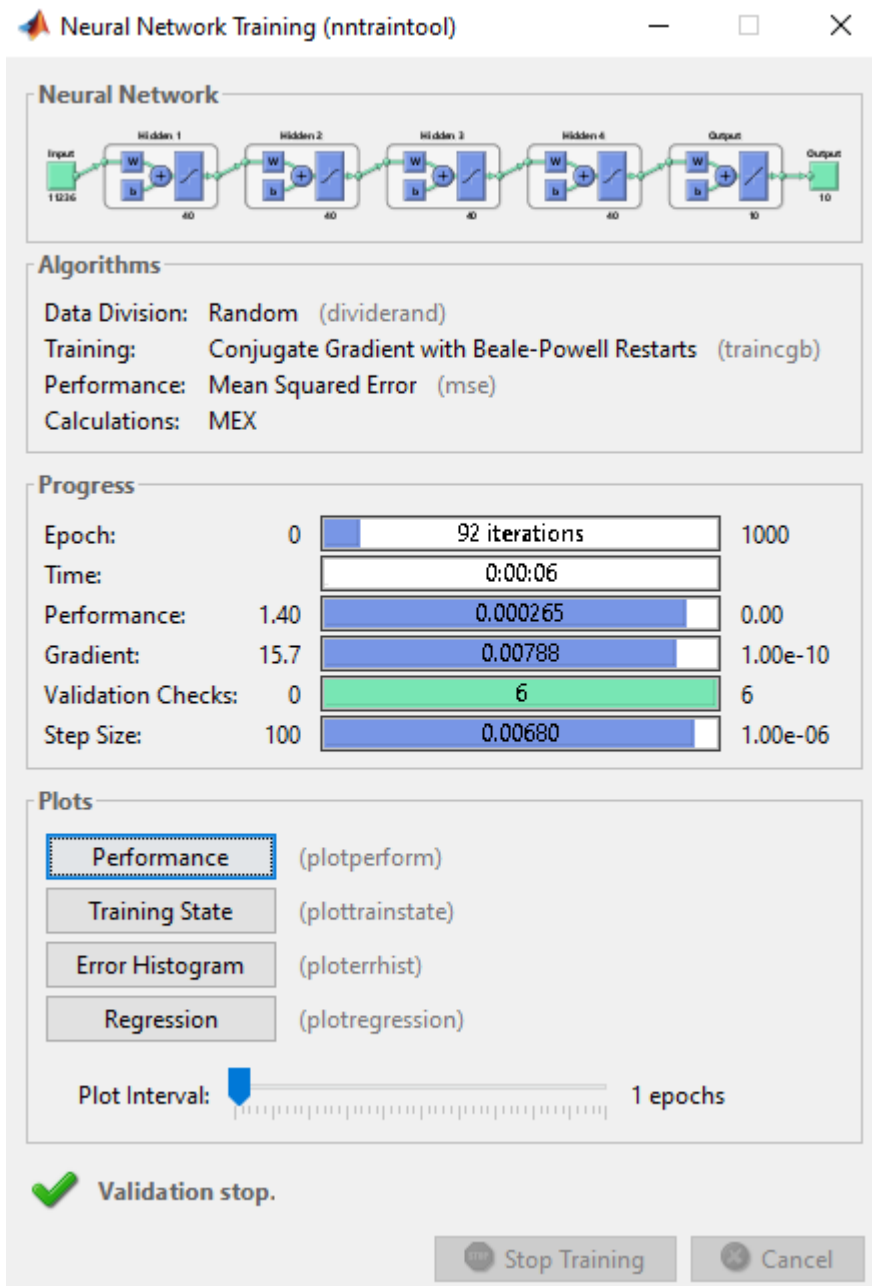 Neural Network Training (nntraintool)
Neural Network
Hidden 1 Hidden 2 Hidden 3 Hidden 4 Output
Input W W W W W Output
b b b b b
11236 40 40 40 40 10 10
Algorithms
Data Division: Random (dividerand)
Training: Conjugate Gradient with Beale-Powell Restarts (traincgb)
Performance: Mean Squared Error (mse)
Calculations: MEX
Progress
Epoch: 0 92 iterations 1000
Time: 0:00:06
Performance: 1.40 0.000265 0.00
Gradient: 15.7 0.00788 1.00e-10
Validation Checks: 0 6 6
Step Size: 100 0.00680 1.00e-06
Plots
Performance (plotperform)
Training State (plottrainstate)
Error Histogram (ploterrhist)
Regression (plotregression)
Plot Interval: 1 epochs
Validation stop.
STOP Stop Training Cancel